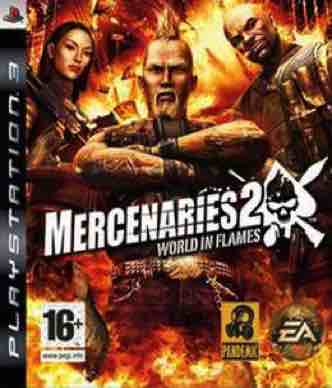 PLAYSTATION 3
MERCENARIES 2
WORLD IN FLAMES
16+
www.pegi.info
PANDEMIC
EA